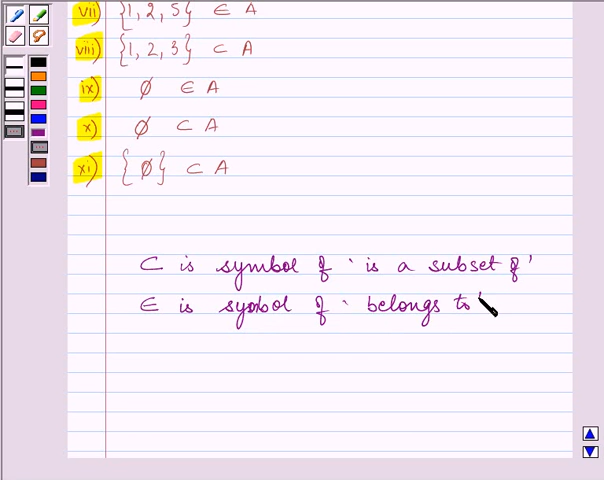 vii) {1, 2, 5} ∈ A
viii) {1, 2, 3} ⊂ A
ix) ∅ ∈ A
x) ∅ ⊂ A
xi) {∅} ⊂ A
⊂ is symbol of ' is a subset of '
∈ is symbol of ' belongs to '